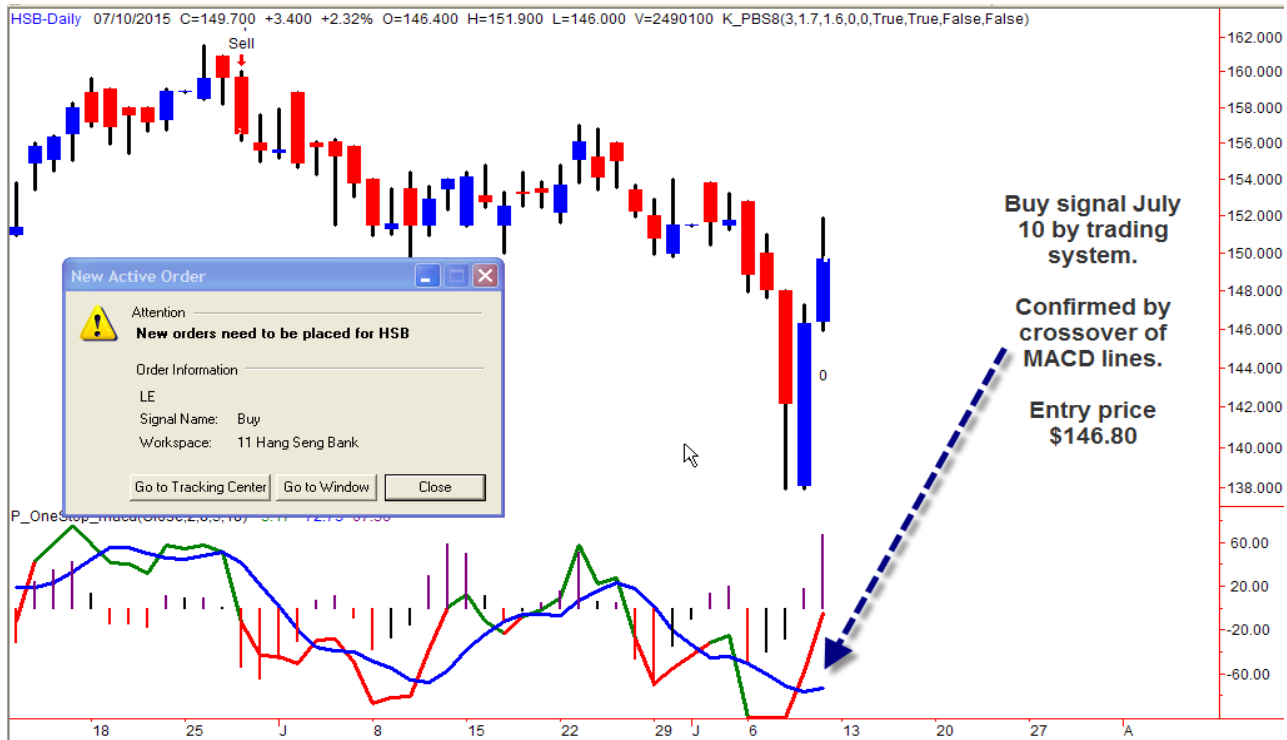 HSB-Daily 07/10/2015 C=149.700 +3.400 +2.32% O=146.400 H=151.900 L=146.000 V=2490100 K_PBS8(3,1.7,1.6,0,0,True,True,False,False)
Sell
162.000
160.000
158.000
156.000
154.000
152.000
150.000
148.000
146.000
144.000
142.000
140.000
138.000
Buy signal July
10 by trading
system.
Confirmed by
crossover of
MACD lines.
Entry price
$146.80
0
New Active Order
Attention
New orders need to be placed for HSB
Order Information
LE
Signal Name: Buy
Workspace: 11 Hang Seng Bank
Go to Tracking Center Go to Window Close
60.00
20.00
-20.00
-60.00
18 25 J 8 15 22 29 J 6 13 20 27 A